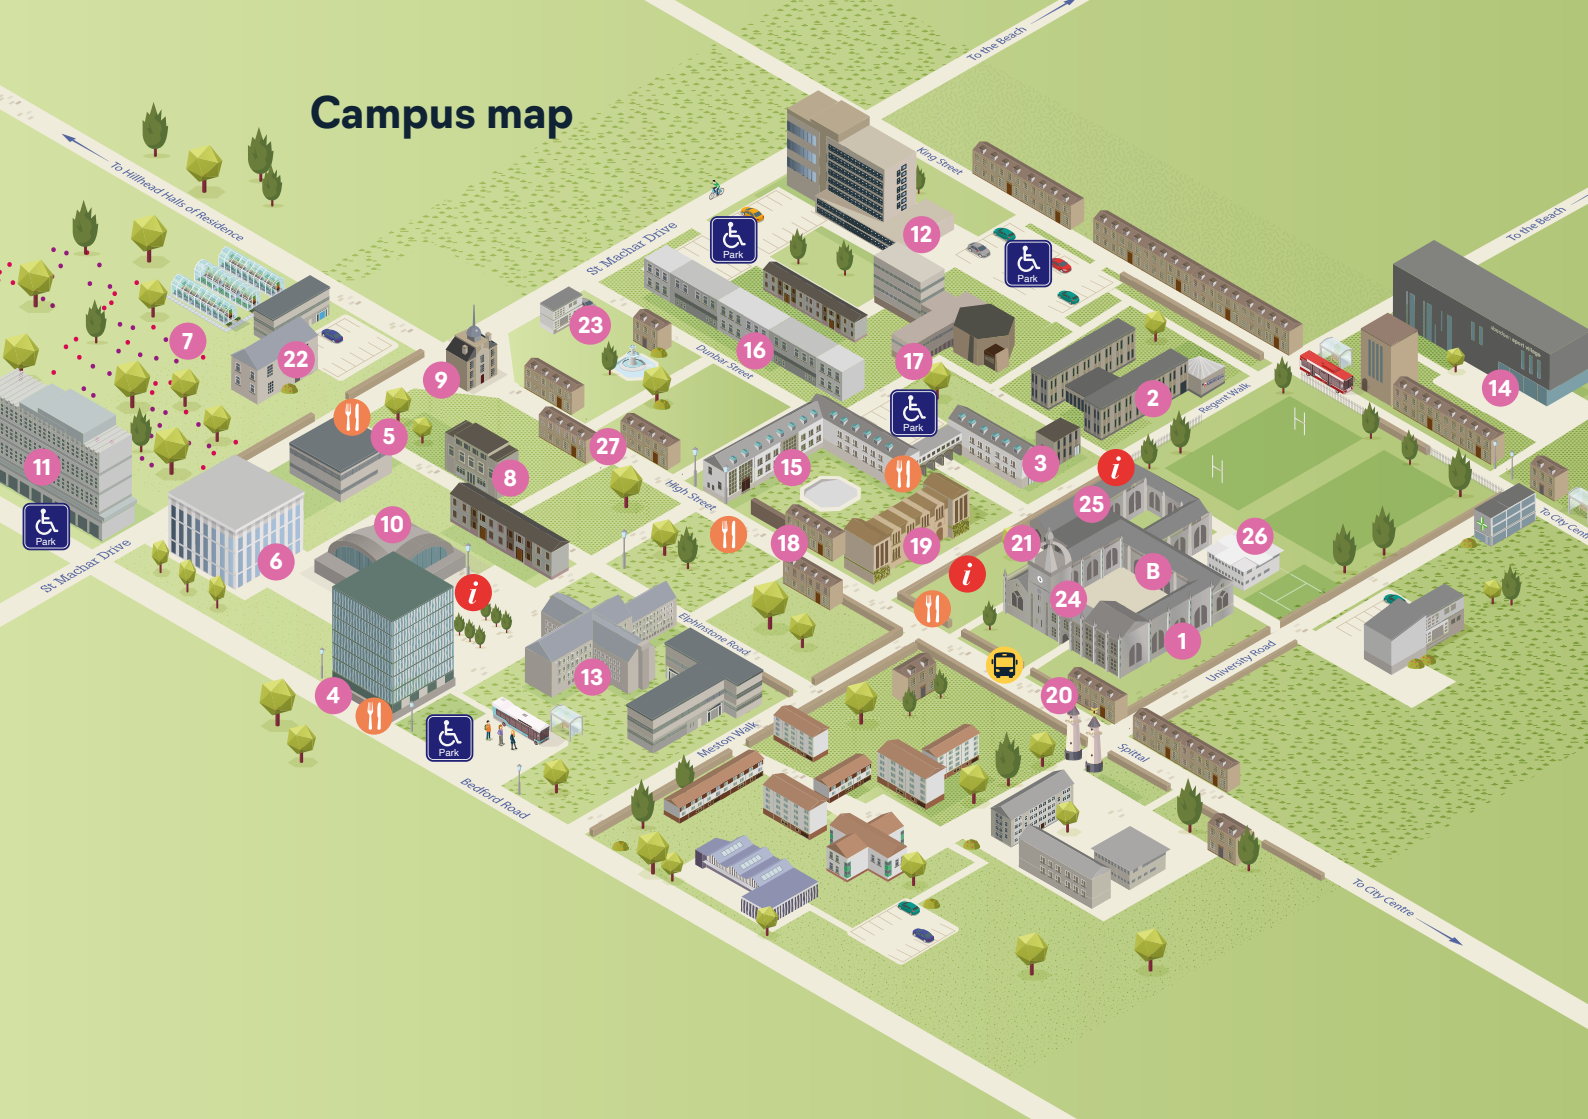 Campus map
To the Beach
King Street
To Hillhead Halls of Residence
St Machar Drive
To the Beach
Park
12
Park
23
7
22
16
Dunbar Street
17
9
14
2
Regent Walk
Park
5
27
3
15
11
8
High Street
i
25
Park
10
To City Centre
St Machar Drive
6
18
19
21
26
B
i
i
24
Elphinstone Road
1
University Road
13
4
20
Park
Meston Walk
Spittal
Bedford Road
To City Centre